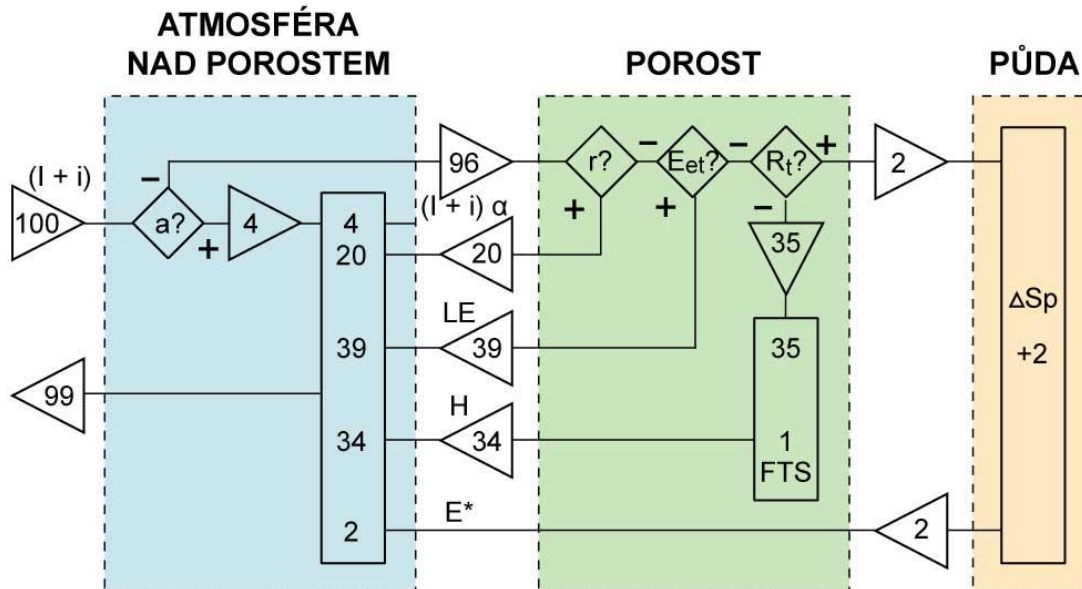 ATMOSFÉRA
NAD POROSTEM
POROST
PŮDA
(I + i)
100
a?
−
+
4
4
20
39
34
2
99
96
(I + i) α
20
LE
39
H
34
E*
r?
−
+
Eet?
−
+
Rt?
+
−
35
35
1
FTS
2
2
ΔSp
+2